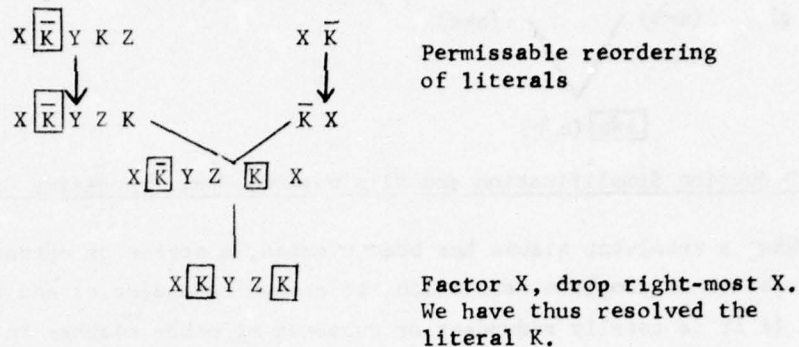 X K̄ Y K Z X K̄
Permissable reordering
of literals
X K̄ Y Z K K̄ X
X K̄ Y Z K X
X K Y Z K
Factor X, drop right-most X.
We have thus resolved the
literal K.